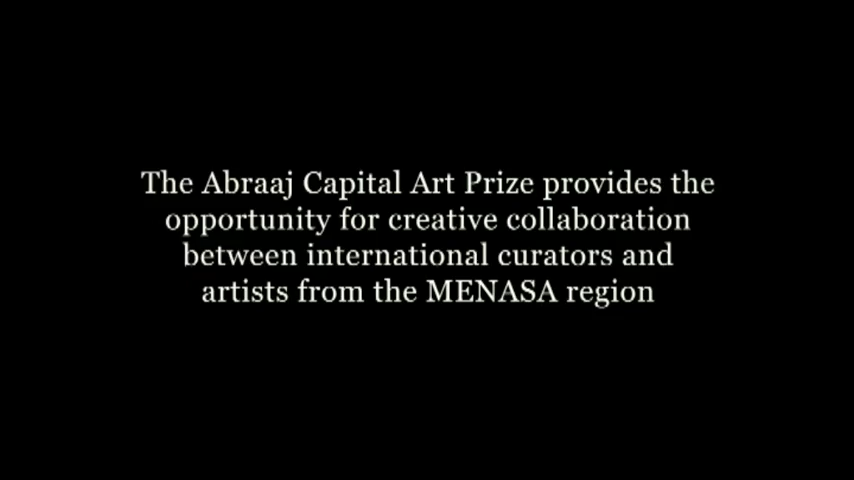 The Abraaj Capital Art Prize provides the
opportunity for creative collaboration
between international curators and
artists from the MENASA region